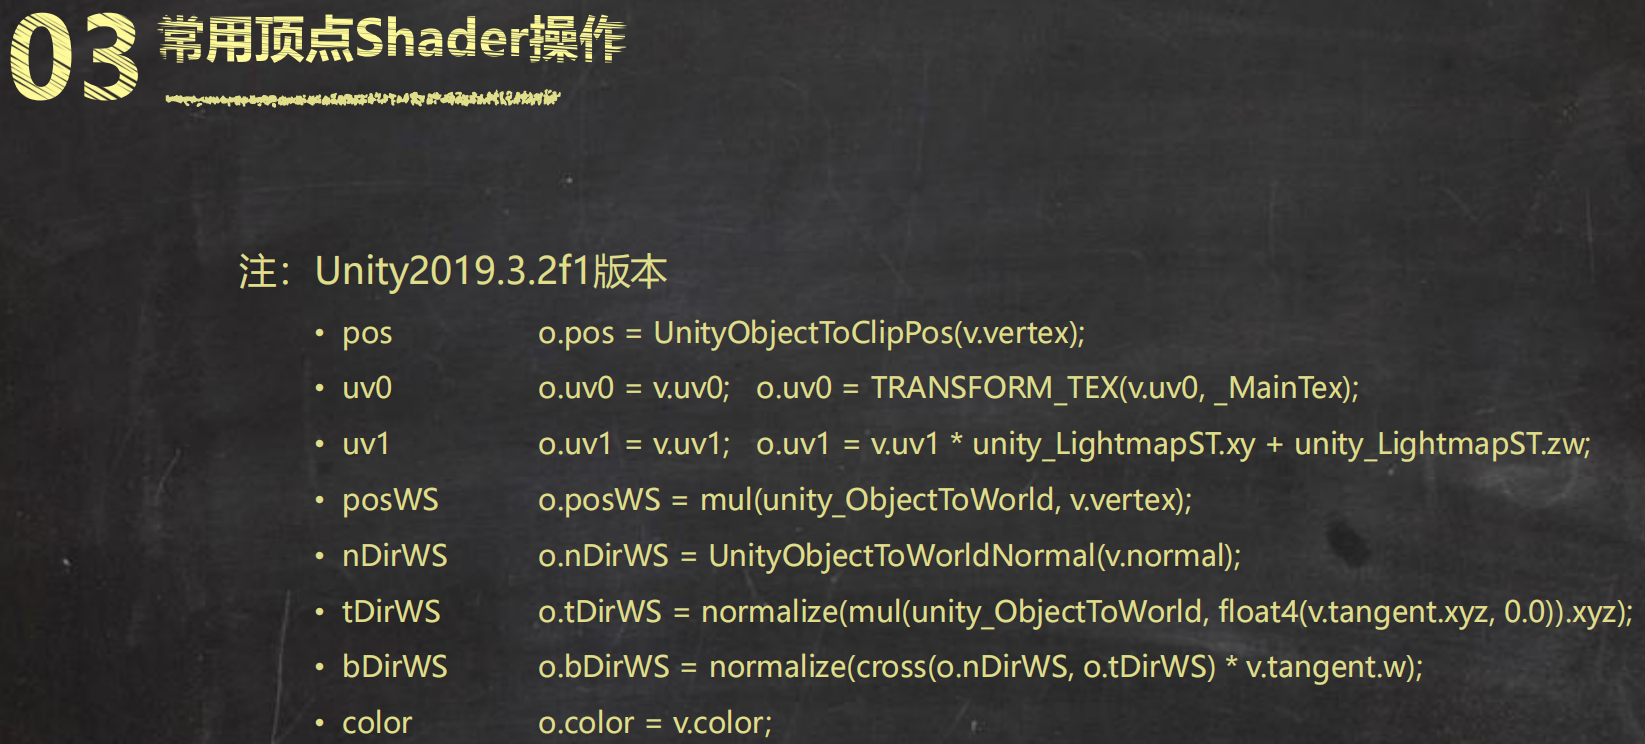 03 常用顶点Shader操作
注：Unity2019.3.2f1版本
• pos o.pos = UnityObjectToClipPos(v.vertex);
• uv0 o.uv0 = v.uv0; o.uv0 = TRANSFORM_TEX(v.uv0, _MainTex);
• uv1 o.uv1 = v.uv1; o.uv1 = v.uv1 * unity_LightmapST.xy + unity_LightmapST.zw;
• posWS o.posWS = mul(unity_ObjectToWorld, v.vertex);
• nDirWS o.nDirWS = UnityObjectToWorldNormal(v.normal);
• tDirWS o.tDirWS = normalize(mul(unity_ObjectToWorld, float4(v.tangent.xyz, 0.0)).xyz);
• bDirWS o.bDirWS = normalize(cross(o.nDirWS, o.tDirWS) * v.tangent.w);
• color o.color = v.color;